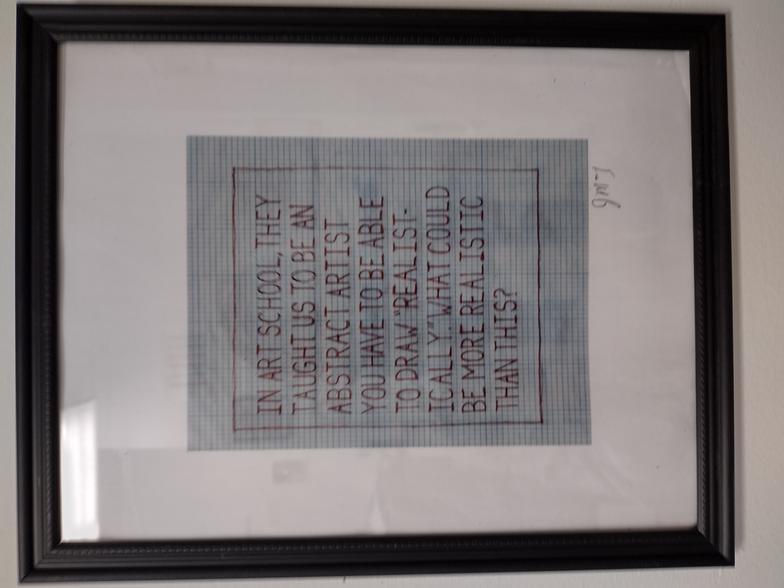 IN ART SCHOOL, THEY
TAUGHT US TO BE AN
ABSTRACT ARTIST
YOU HAVE TO BE ABLE
TO DRAW "REALIST-
ICALLY". WHAT COULD
BE MORE REALISTIC
THAN THIS?